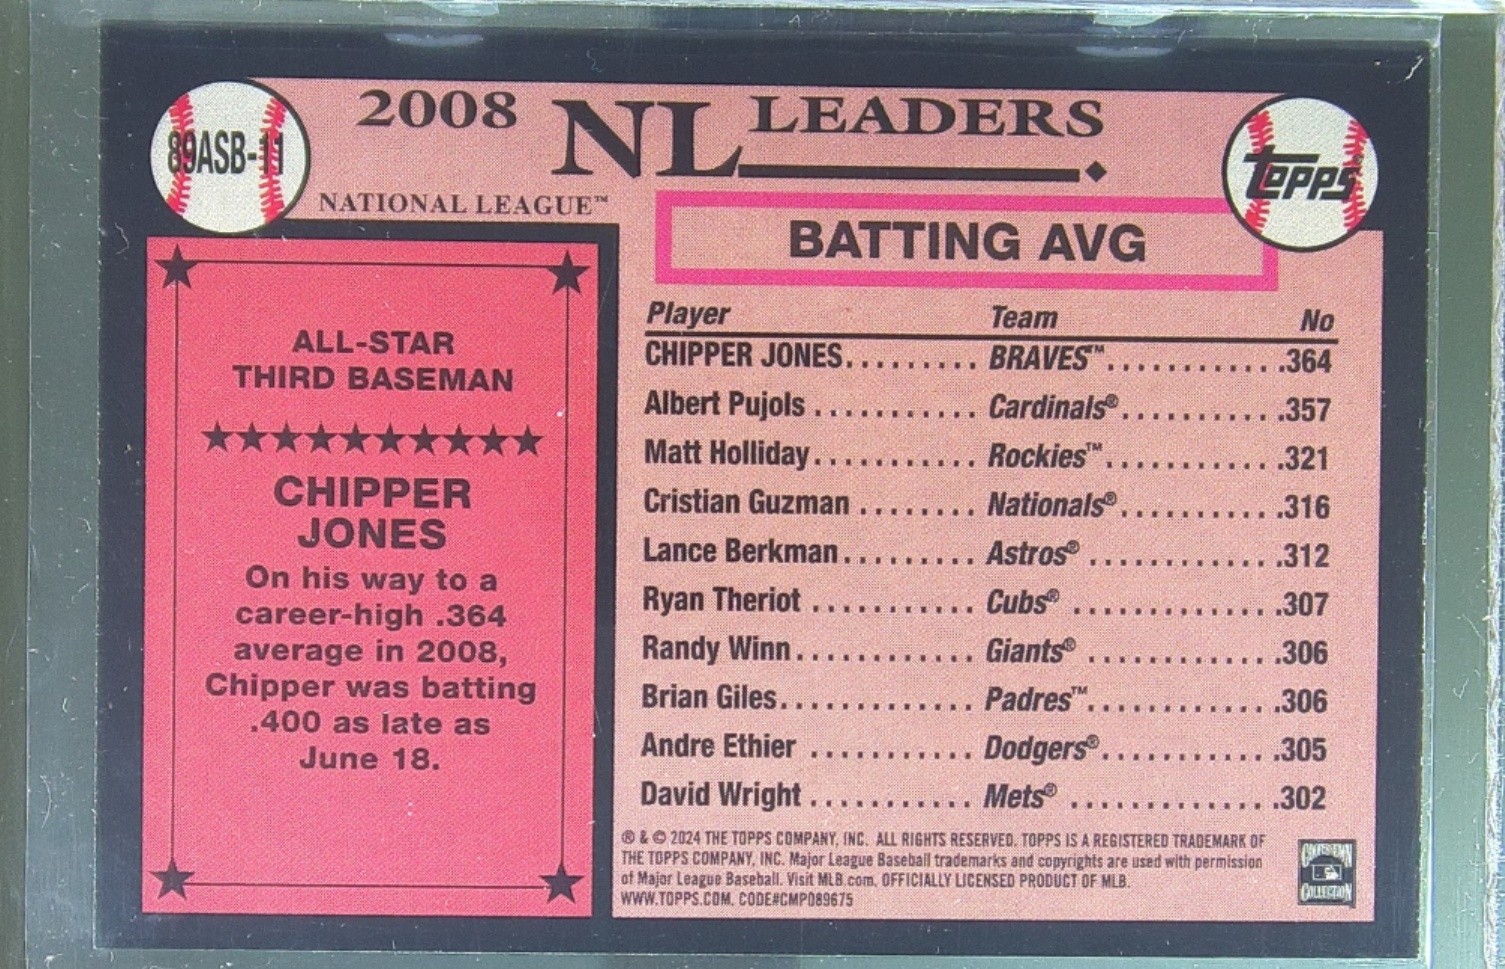 89ASB-11
2008 NL LEADERS
NATIONAL LEAGUE™
topps
ALL-STAR
THIRD BASEMAN
CHIPPER
JONES
On his way to a
career-high .364
average in 2008,
Chipper was batting
.400 as late as
June 18.
BATTING AVG
Player Team No
CHIPPER JONES......... BRAVES™.............364
Albert Pujols........... Cardinals®...........357
Matt Holliday........... Rockies™............321
Cristian Guzman........ Nationals®...........316
Lance Berkman......... Astros®.............312
Ryan Theriot........... Cubs®..............307
Randy Winn............ Giants®.............306
Brian Giles............. Padres™.............306
Andre Ethier........... Dodgers®............305
David Wright........... Mets®..............302
® & © 2024 THE TOPPS COMPANY, INC. ALL RIGHTS RESERVED. TOPPS IS A REGISTERED TRADEMARK OF
THE TOPPS COMPANY, INC. Major League Baseball trademarks and copyrights are used with permission
of Major League Baseball. Visit MLB.com. OFFICIALLY LICENSED PRODUCT OF MLB.
WWW.TOPPS.COM. CODE#CMP089675
COOPERSTOWN
COLLECTION